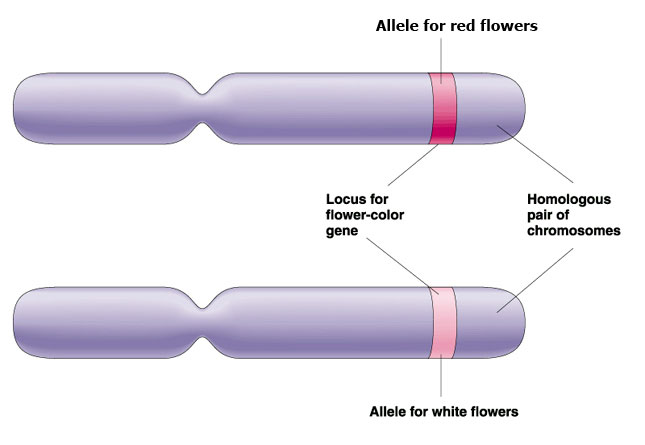 Allele for red flowers
Locus for
flower-color
gene
Homologous
pair of
chromosomes
Allele for white flowers